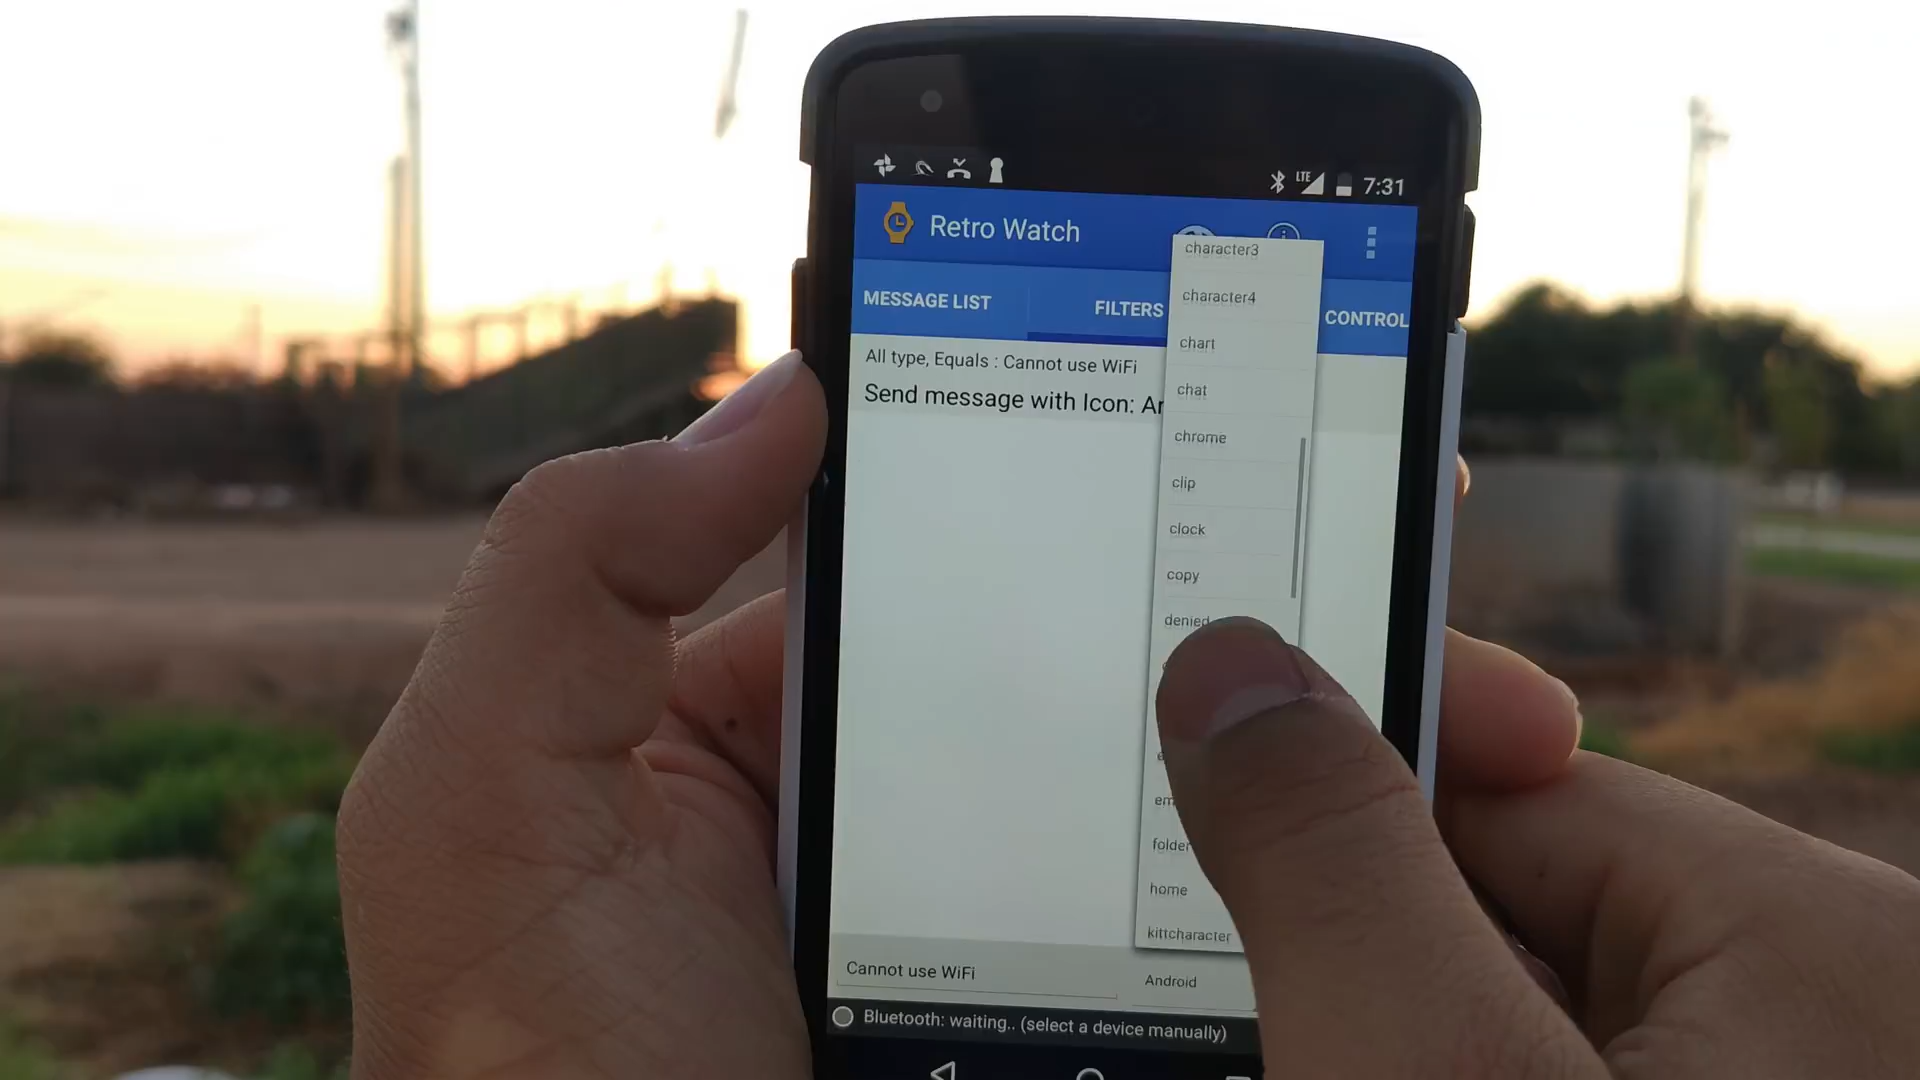 LTE 7:31
Retro Watch
MESSAGE LIST
FILTERS
CONTROL
All type, Equals : Cannot use WiFi
Send message with Icon:
character3
character4
chart
chat
chrome
clip
clock
copy
denied
folder
home
kittcharacter
Cannot use WiFi
Android
Bluetooth: waiting.. (select a device manually)